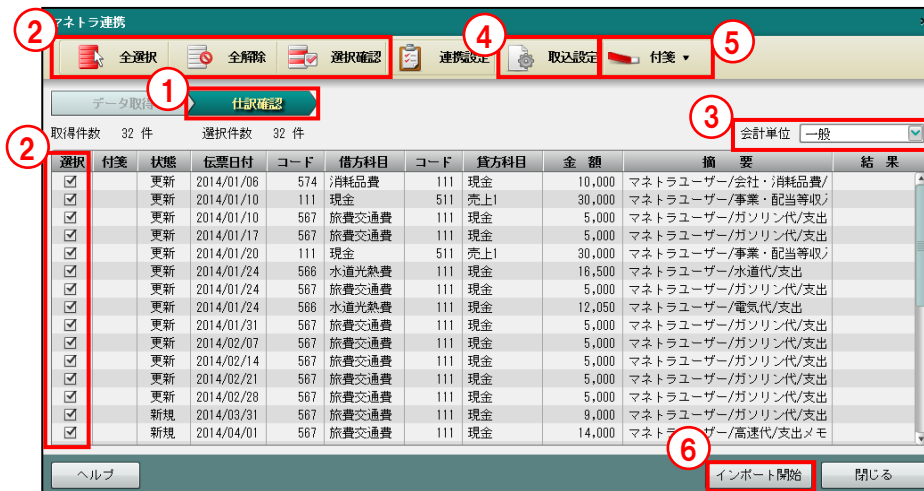 マネトラ連携
② 全選択 全解除 選択確認 連携設定 ④ 取込設定 付箋 ▼ ⑤
データ取得 ① 仕訳確認
取得件数 32 件 選択件数 32 件 ③ 会計単位 一般
②
選択 付箋 状態 伝票日付 コード 借方科目 コード 貸方科目 金 額 摘 要 結 果
更新 2014/01/06 574 消耗品費 111 現金 10,000 マネトラユーザー/会社・消耗品費/
更新 2014/01/10 111 現金 511 売上1 30,000 マネトラユーザー/事業・配当等収入
更新 2014/01/10 567 旅費交通費 111 現金 5,000 マネトラユーザー/ガソリン代/支出
更新 2014/01/17 567 旅費交通費 111 現金 5,000 マネトラユーザー/ガソリン代/支出
更新 2014/01/20 111 現金 511 売上1 30,000 マネトラユーザー/事業・配当等収入
更新 2014/01/24 566 水道光熱費 111 現金 16,500 マネトラユーザー/水道代/支出
更新 2014/01/24 567 旅費交通費 111 現金 5,000 マネトラユーザー/ガソリン代/支出
更新 2014/01/24 566 水道光熱費 111 現金 12,050 マネトラユーザー/電気代/支出
更新 2014/01/31 567 旅費交通費 111 現金 5,000 マネトラユーザー/ガソリン代/支出
更新 2014/02/07 567 旅費交通費 111 現金 5,000 マネトラユーザー/ガソリン代/支出
更新 2014/02/14 567 旅費交通費 111 現金 5,000 マネトラユーザー/ガソリン代/支出
更新 2014/02/21 567 旅費交通費 111 現金 5,000 マネトラユーザー/ガソリン代/支出
更新 2014/02/28 567 旅費交通費 111 現金 5,000 マネトラユーザー/ガソリン代/支出
新規 2014/03/31 567 旅費交通費 111 現金 9,000 マネトラユーザー/ガソリン代/支出
新規 2014/04/01 567 旅費交通費 111 現金 14,000 マネトラユーザー/高速代/支出メモ
⑥
ヘルプ インポート開始 閉じる